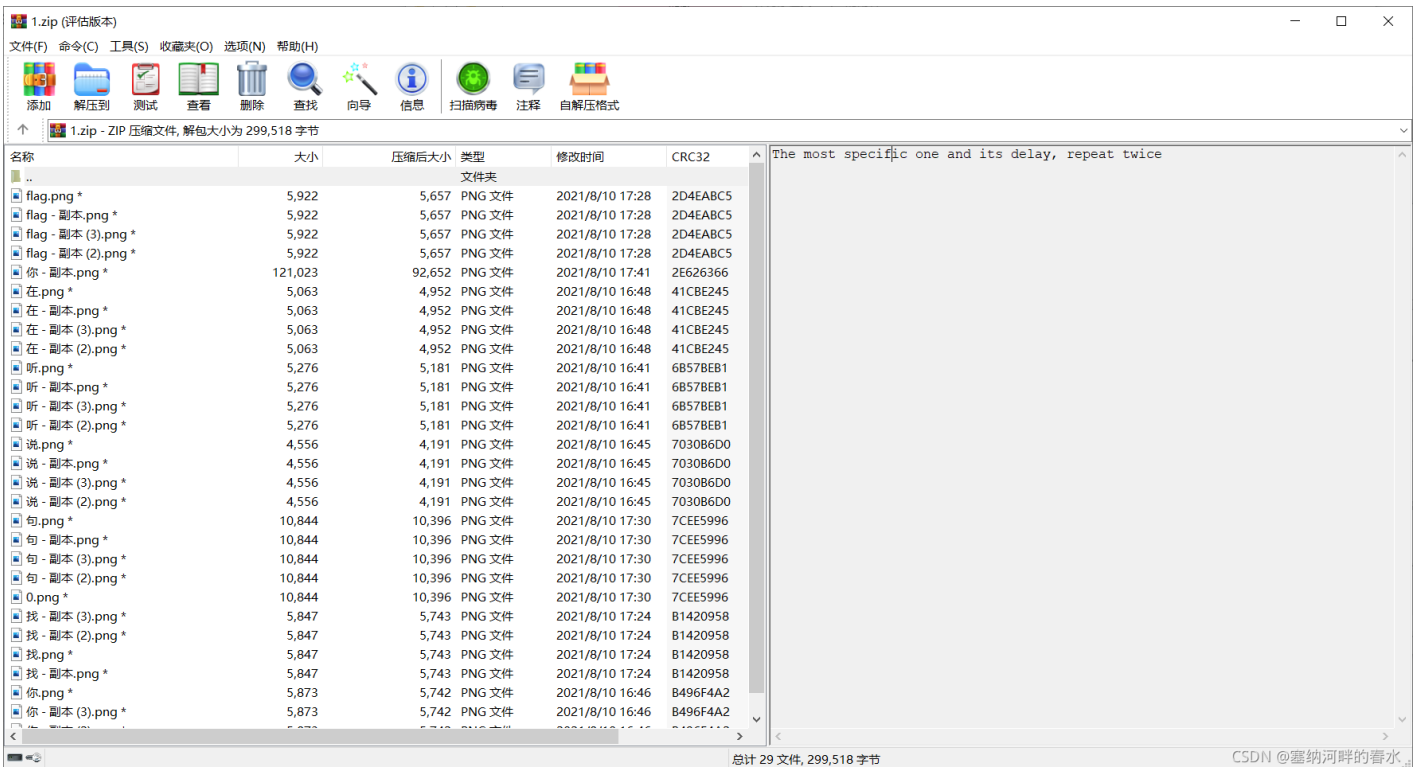 1.zip (评估版本)
文件(F) 命令(C) 工具(S) 收藏夹(O) 选项(N) 帮助(H)
添加 解压到 测试 查看 删除 查找 向导 信息 扫描病毒 注释 自解压格式
1.zip - ZIP 压缩文件, 解包大小为 299,518 字节
名称 大小 压缩后大小 类型 修改时间 CRC32
The most specific one and its delay, repeat twice
.. 文件夹
flag.png * 5,922 5,657 PNG 文件 2021/8/10 17:28 2D4EABC5
flag - 副本.png * 5,922 5,657 PNG 文件 2021/8/10 17:28 2D4EABC5
flag - 副本 (3).png * 5,922 5,657 PNG 文件 2021/8/10 17:28 2D4EABC5
flag - 副本 (2).png * 5,922 5,657 PNG 文件 2021/8/10 17:28 2D4EABC5
你 - 副本.png * 121,023 92,652 PNG 文件 2021/8/10 17:41 2E626366
在.png * 5,063 4,952 PNG 文件 2021/8/10 16:48 41CBE245
在 - 副本.png * 5,063 4,952 PNG 文件 2021/8/10 16:48 41CBE245
在 - 副本 (3).png * 5,063 4,952 PNG 文件 2021/8/10 16:48 41CBE245
在 - 副本 (2).png * 5,063 4,952 PNG 文件 2021/8/10 16:48 41CBE245
听.png * 5,276 5,181 PNG 文件 2021/8/10 16:41 6B57BEB1
听 - 副本.png * 5,276 5,181 PNG 文件 2021/8/10 16:41 6B57BEB1
听 - 副本 (3).png * 5,276 5,181 PNG 文件 2021/8/10 16:41 6B57BEB1
听 - 副本 (2).png * 5,276 5,181 PNG 文件 2021/8/10 16:41 6B57BEB1
说.png * 4,556 4,191 PNG 文件 2021/8/10 16:45 7030B6D0
说 - 副本.png * 4,556 4,191 PNG 文件 2021/8/10 16:45 7030B6D0
说 - 副本 (3).png * 4,556 4,191 PNG 文件 2021/8/10 16:45 7030B6D0
说 - 副本 (2).png * 4,556 4,191 PNG 文件 2021/8/10 16:45 7030B6D0
句.png * 10,844 10,396 PNG 文件 2021/8/10 17:30 7CEE5996
句 - 副本.png * 10,844 10,396 PNG 文件 2021/8/10 17:30 7CEE5996
句 - 副本 (3).png * 10,844 10,396 PNG 文件 2021/8/10 17:30 7CEE5996
句 - 副本 (2).png * 10,844 10,396 PNG 文件 2021/8/10 17:30 7CEE5996
0.png * 10,844 10,396 PNG 文件 2021/8/10 17:30 7CEE5996
找 - 副本 (3).png * 5,847 5,743 PNG 文件 2021/8/10 17:24 B1420958
找 - 副本 (2).png * 5,847 5,743 PNG 文件 2021/8/10 17:24 B1420958
找.png * 5,847 5,743 PNG 文件 2021/8/10 17:24 B1420958
找 - 副本.png * 5,847 5,743 PNG 文件 2021/8/10 17:24 B1420958
你.png * 5,873 5,742 PNG 文件 2021/8/10 16:46 B496F4A2
你 - 副本 (3).png * 5,873 5,742 PNG 文件 2021/8/10 16:46 B496F4A2
总计 29 文件, 299,518 字节
CSDN @塞纳河畔的春水